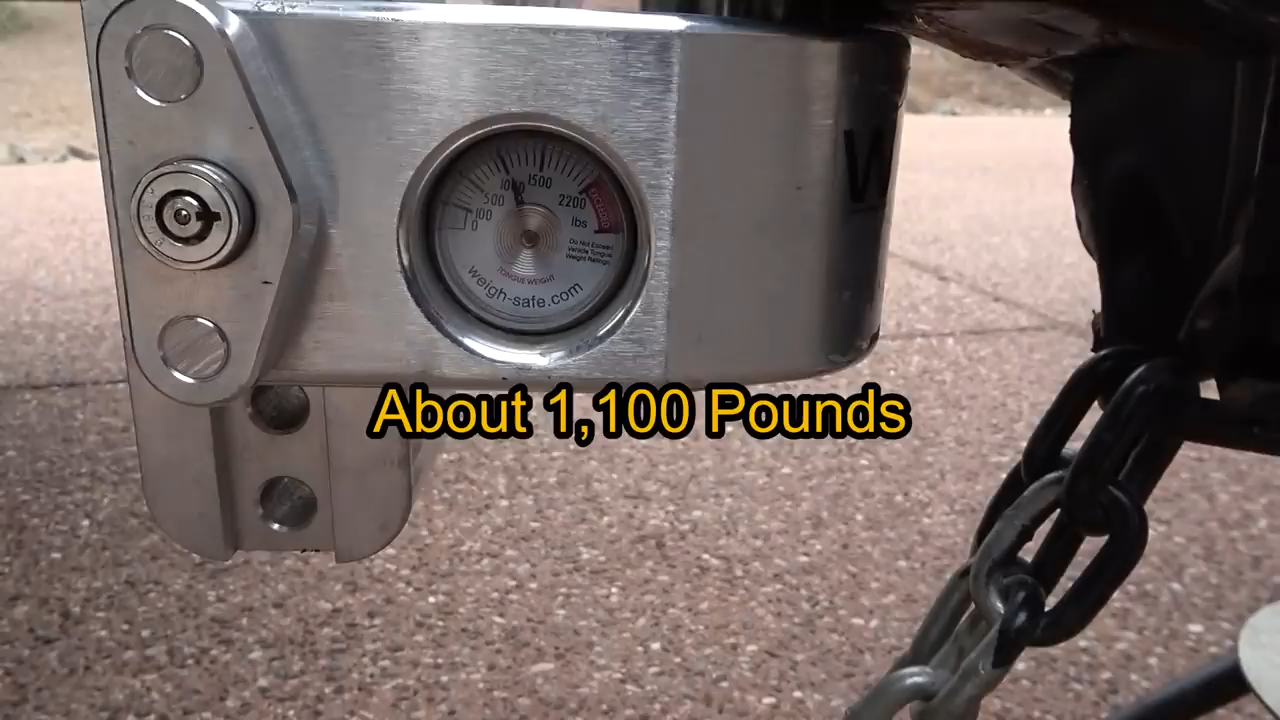 1000
1500
500
2200
100
0
lbs
EXCEEDED
Do Not Exceed
Vehicle Tongue
Weight Ratings
TONGUE WEIGHT
weigh-safe.com
W
About 1,100 Pounds